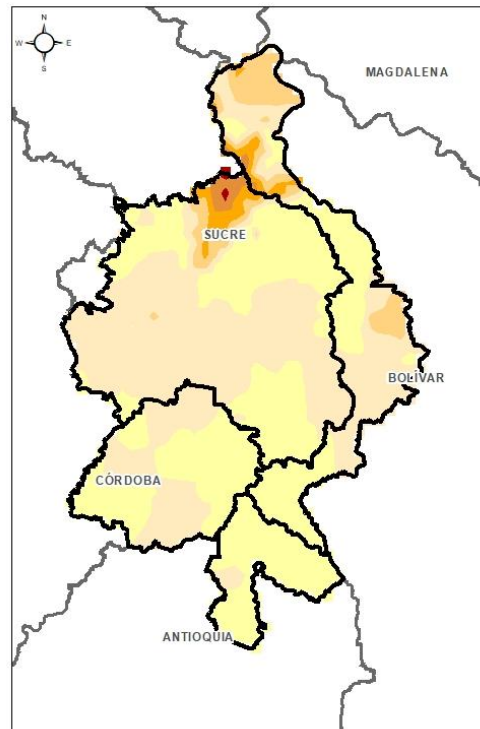 N
W E
S
MAGDALENA
SUCRE
BOLÍVAR
CÓRDOBA
ANTIOQUIA